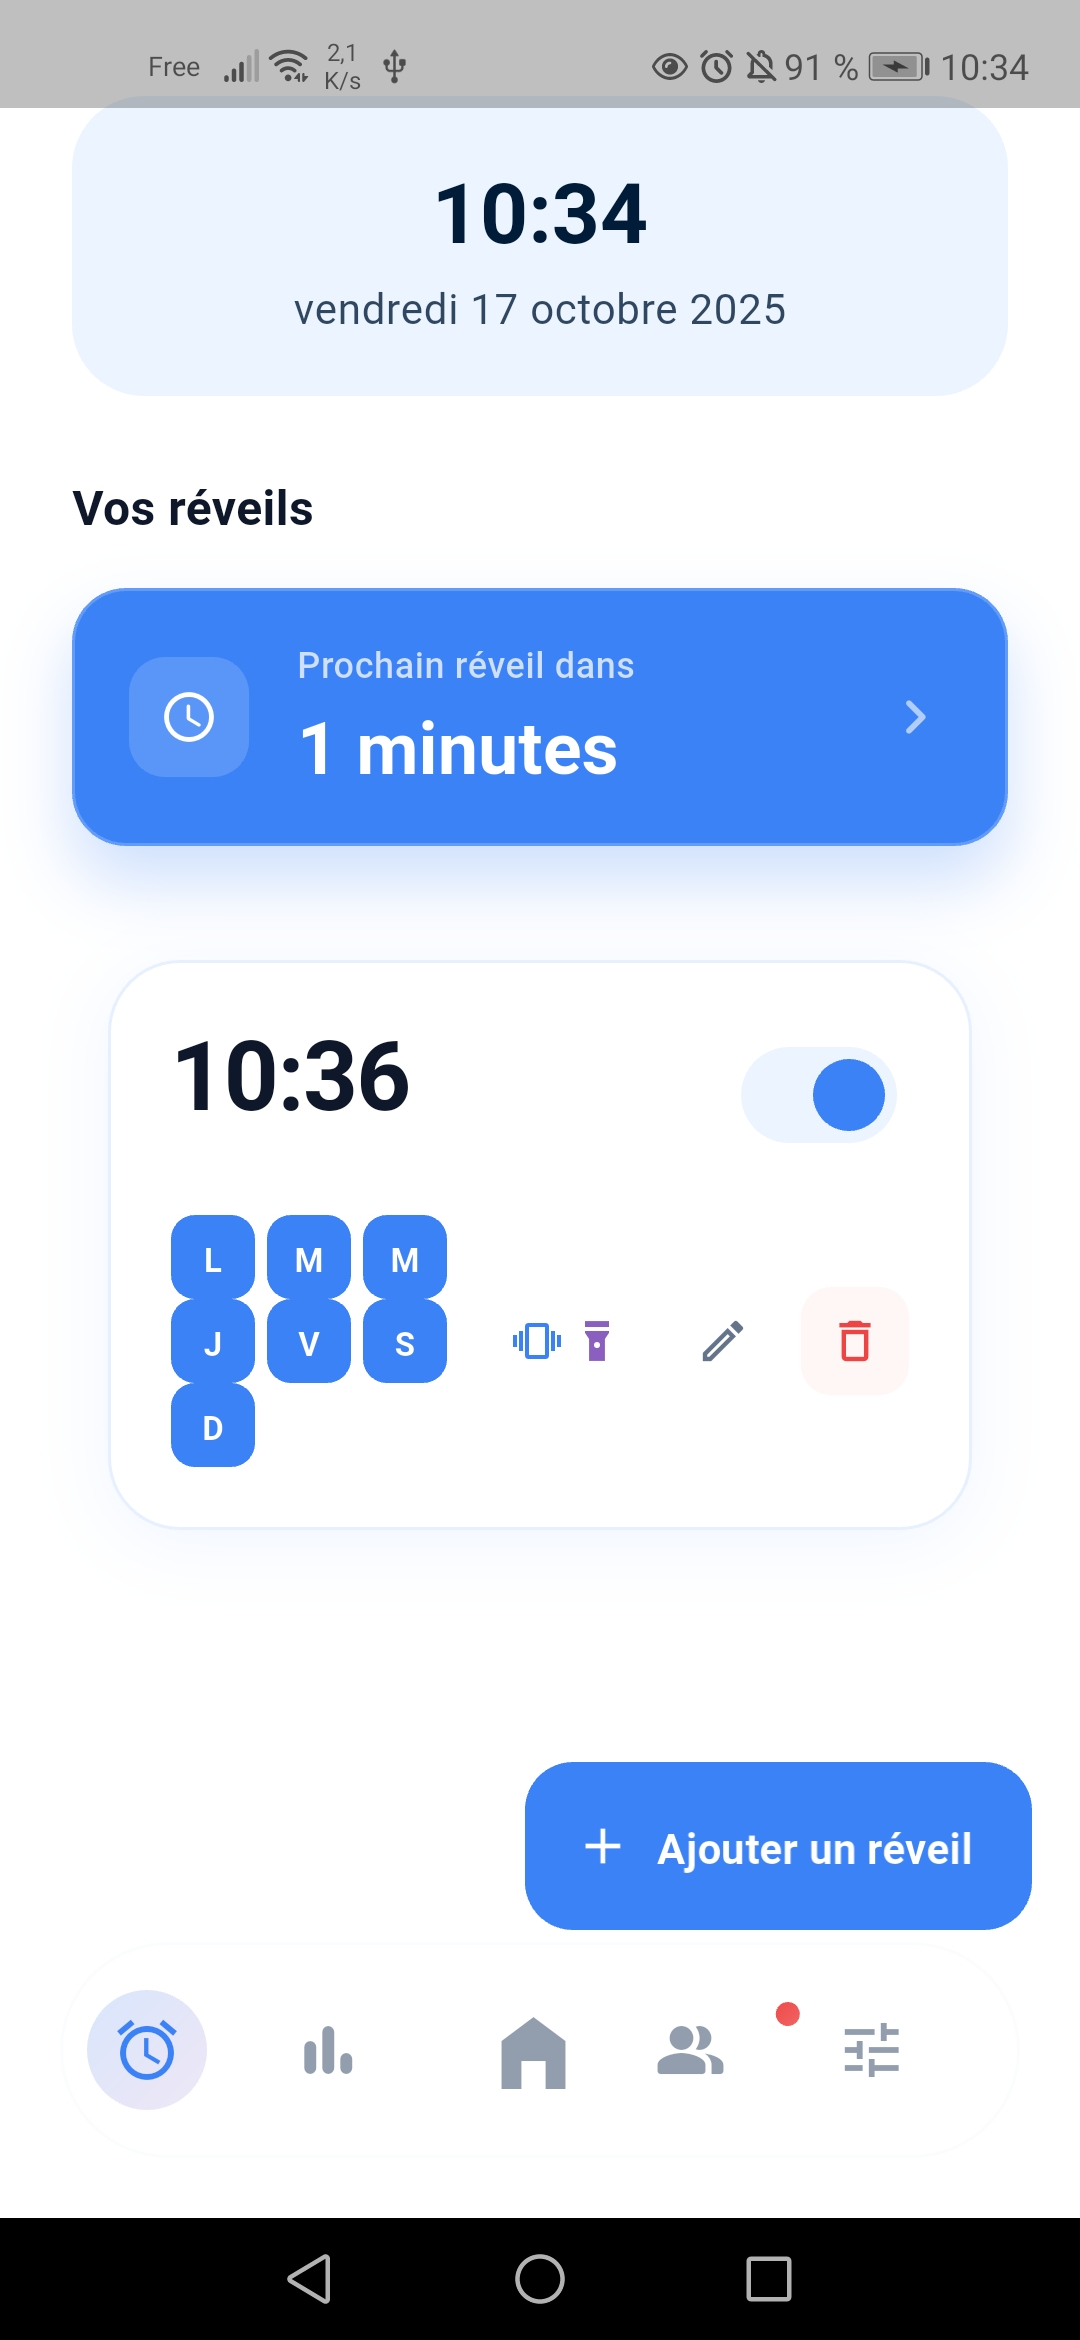 Free 2,1 K/s 91 % 10:34
10:34
vendredi 17 octobre 2025
Vos réveils
Prochain réveil dans
1 minutes
10:36
L M M
J V S
D
Ajouter un réveil